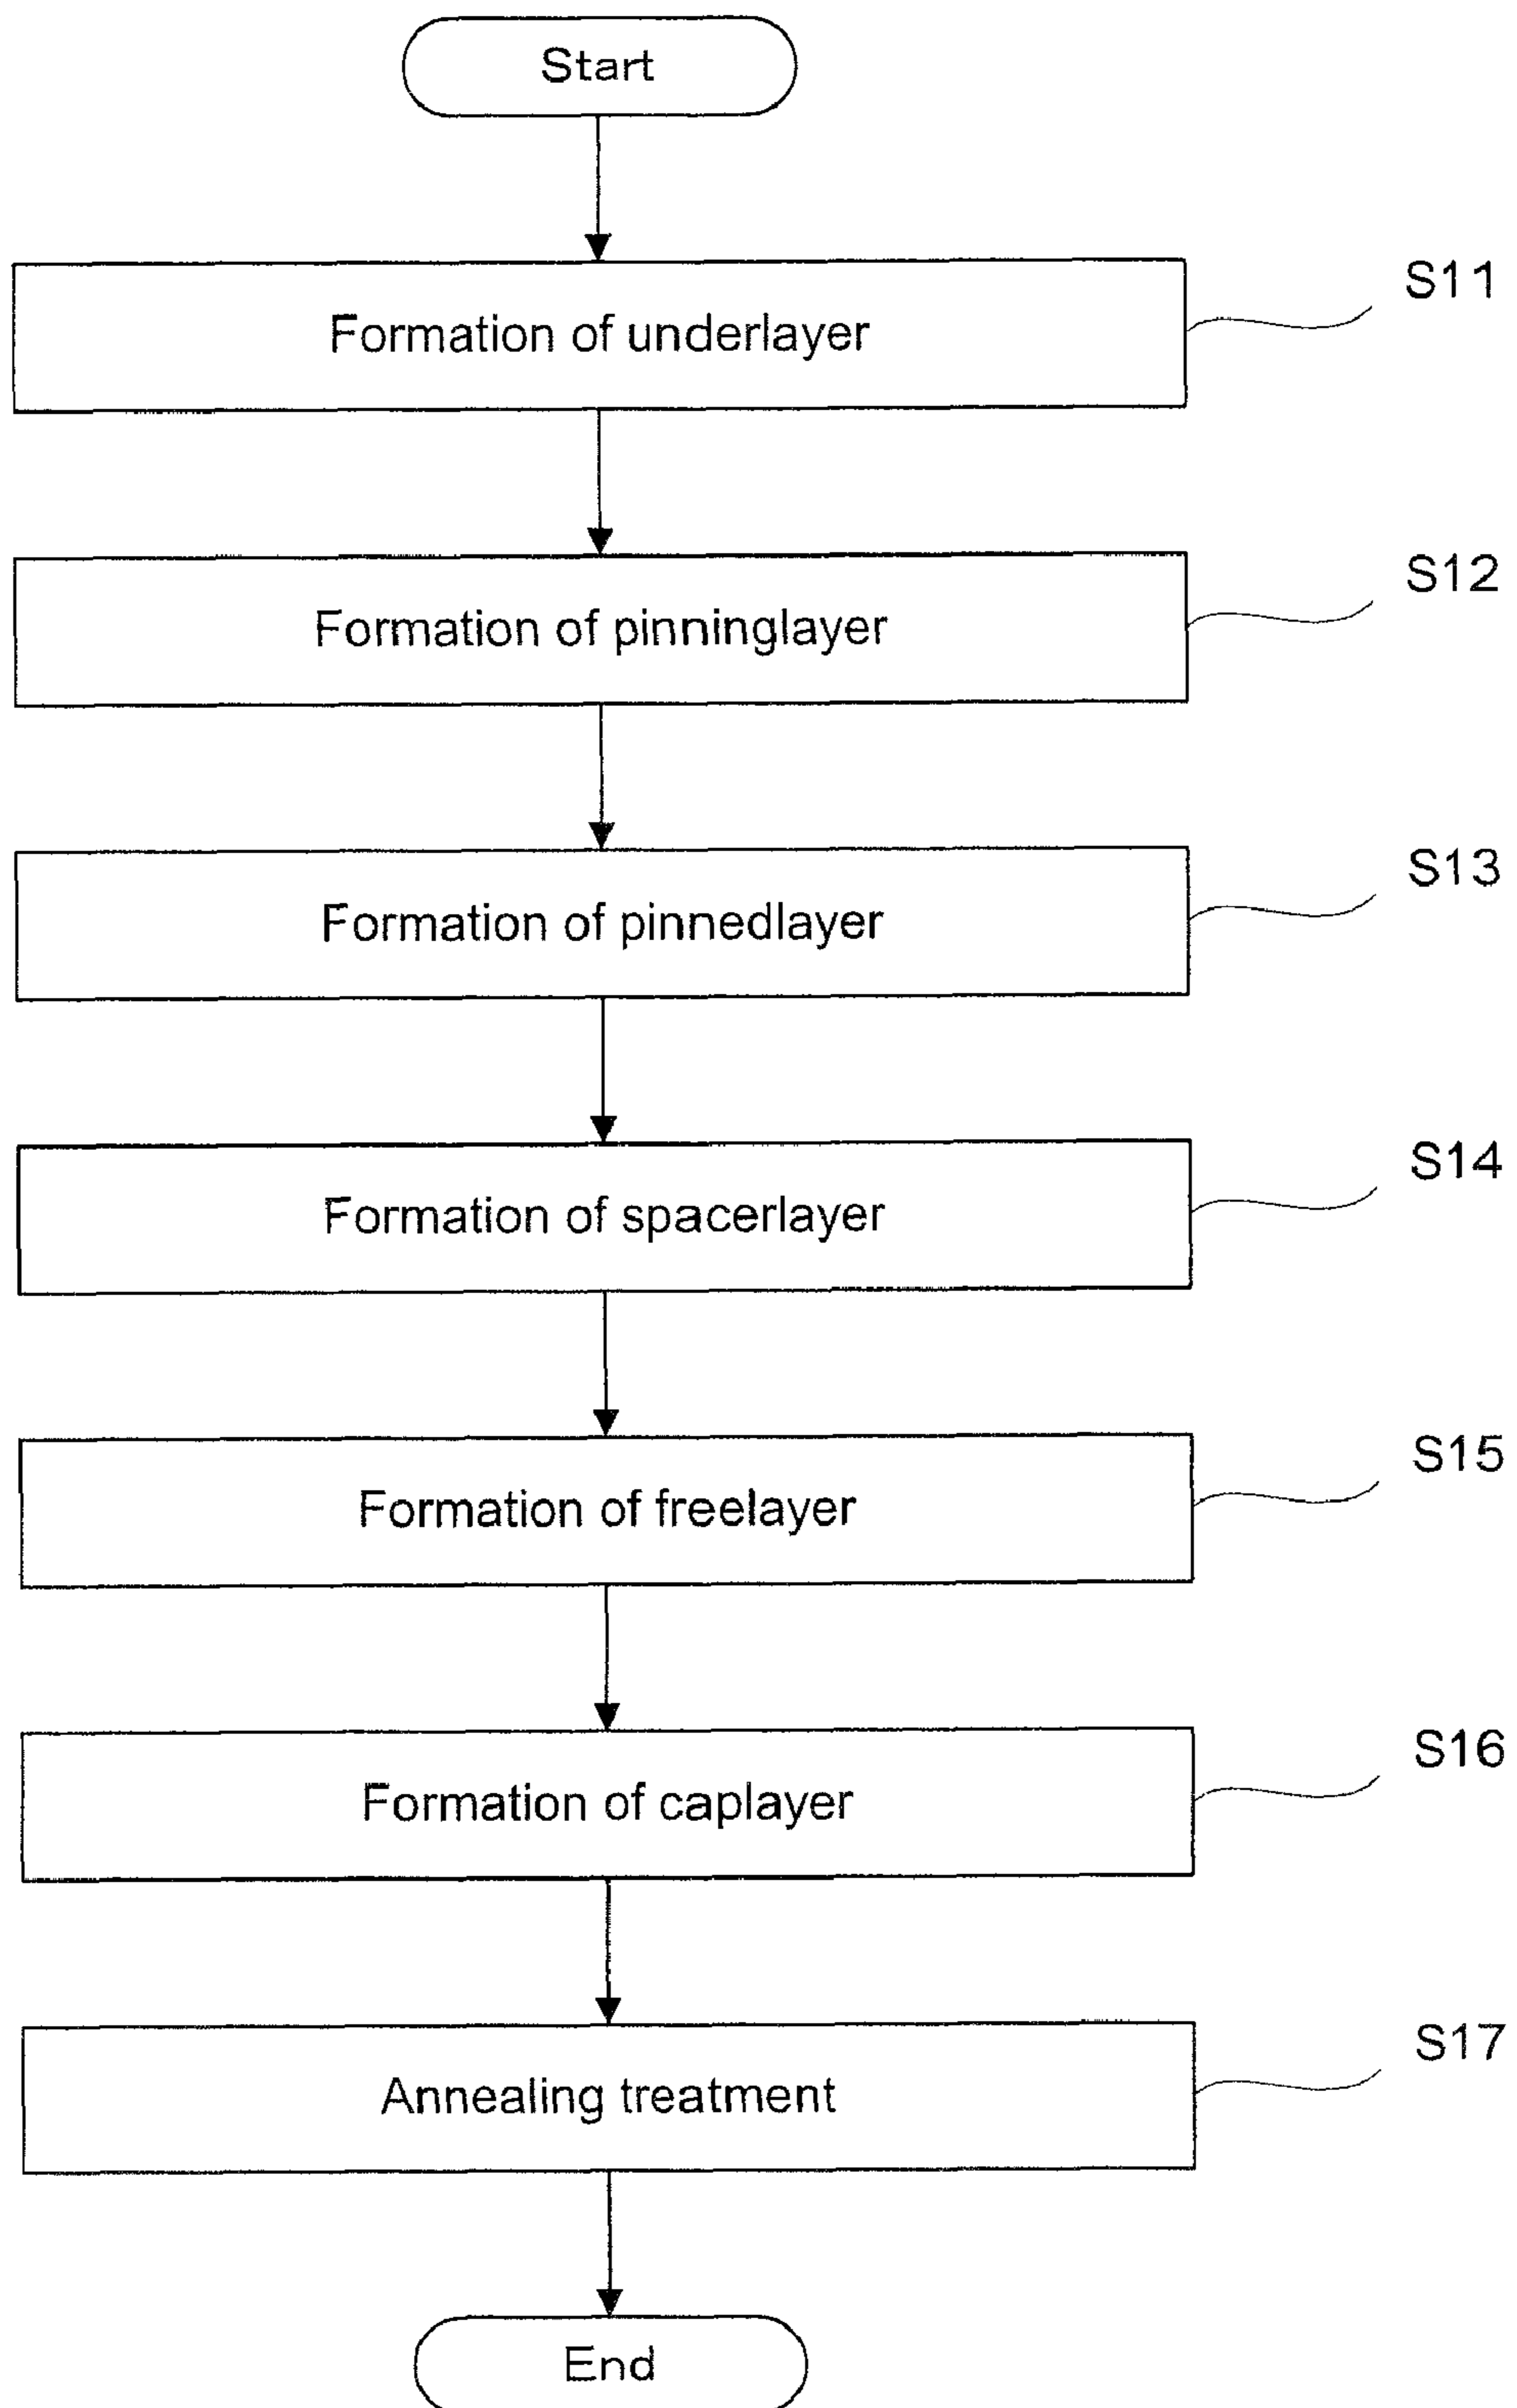 Start
Formation of underlayer
S11
Formation of pinninglayer
S12
Formation of pinnedlayer
S13
Formation of spacerlayer
S14
Formation of freelayer
S15
Formation of caplayer
S16
Annealing treatment
S17
End